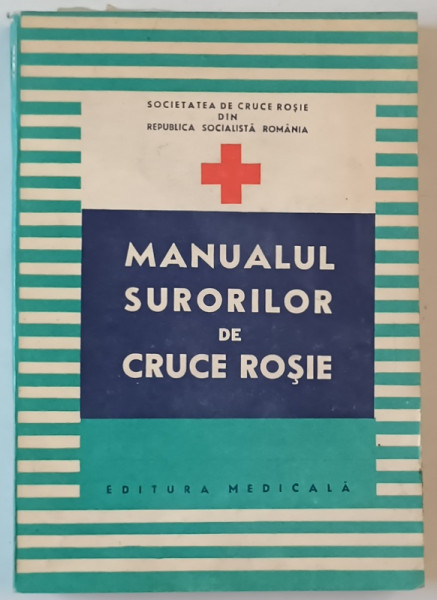 SOCIETATEA DE CRUCE ROȘIE
DIN
REPUBLICA SOCIALISTĂ ROMÂNIA
MANUALUL
SURORILOR
DE
CRUCE ROȘIE
EDITURA MEDICALĂ